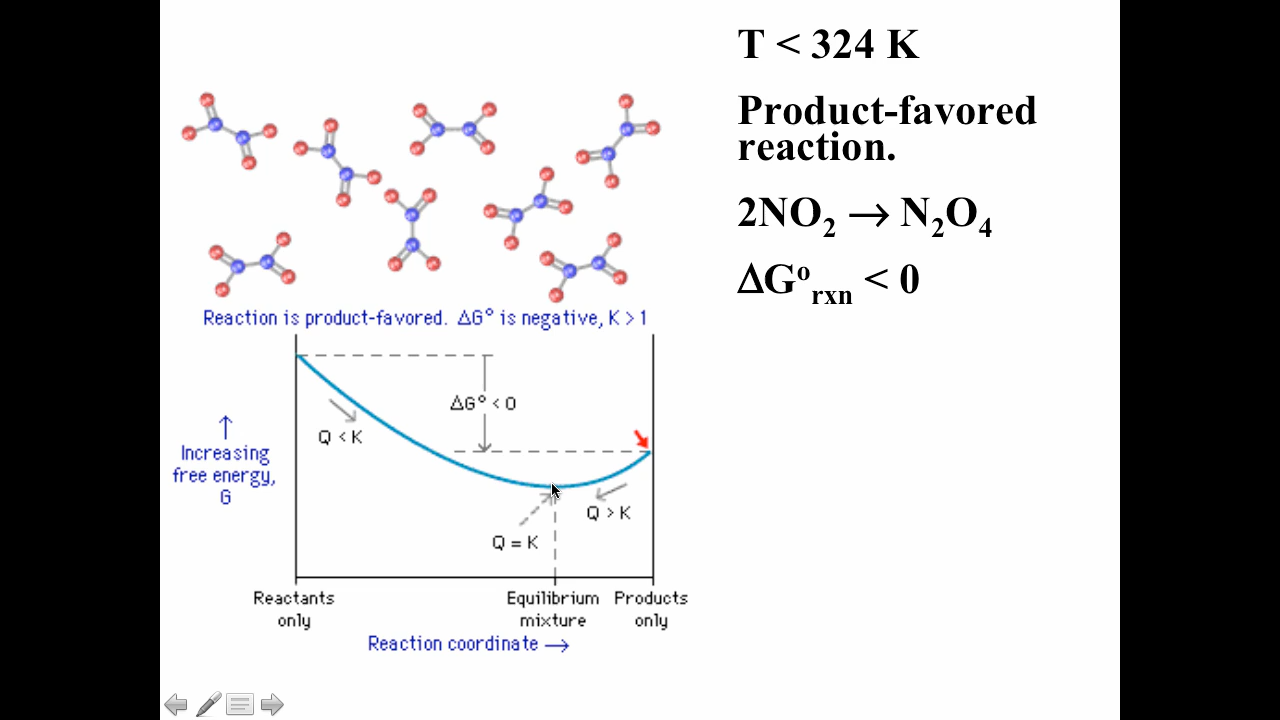 T < 324 K
Product-favored
reaction.
2NO₂ → N₂O₄
ΔG°rxn < 0
Reaction is product-favored. ΔG° is negative, K > 1
ΔG° < 0
Q < K
↑
Increasing
free energy,
G
Q > K
Q = K
Reactants
only
Equilibrium
mixture
Products
only
Reaction coordinate →